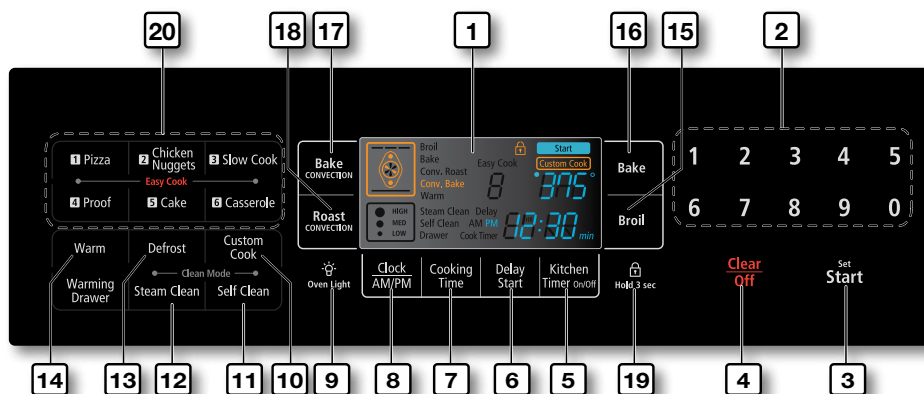 20 18 17 1 16 15 2
1 Pizza
2 Chicken Nuggets
3 Slow Cook
Easy Cook
4 Proof
5 Cake
6 Casserole
Warm
Defrost
Custom Cook
Clean Mode
Warming Drawer
Steam Clean
Self Clean
Bake
CONVECTION
Roast
CONVECTION
Oven Light
Broil
Bake
Conv. Roast
Conv. Bake
Warm
Easy Cook
8
Start
Custom Cook
375°
HIGH
MED
LOW
Steam Clean Delay
Self Clean AM PM
Drawer Cook Timer
12:30 min
Clock
AM/PM
Cooking
Time
Delay
Start
Kitchen
Timer On/Off
Bake
Broil
Hold 3 sec
1 2 3 4 5
6 7 8 9 0
Clear
Off
Set
Start
14 13 12 11 10 9 8 7 6 5 19 4 3